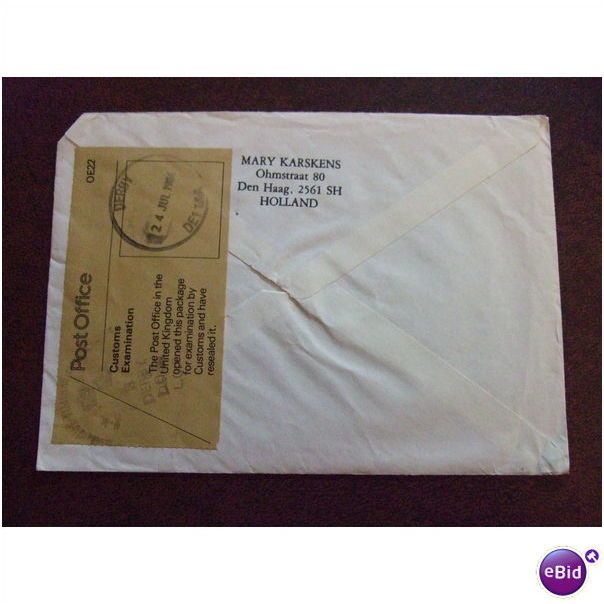 MARY KARSKENS
Ohmstraat 80
Den Haag, 2561 SH
HOLLAND
OE22
Post Office
Customs
Examination
The Post Office in the
United Kingdom
opened this package
for examination by
Customs and have
resealed it.
DERBY
24 JUL
eBid